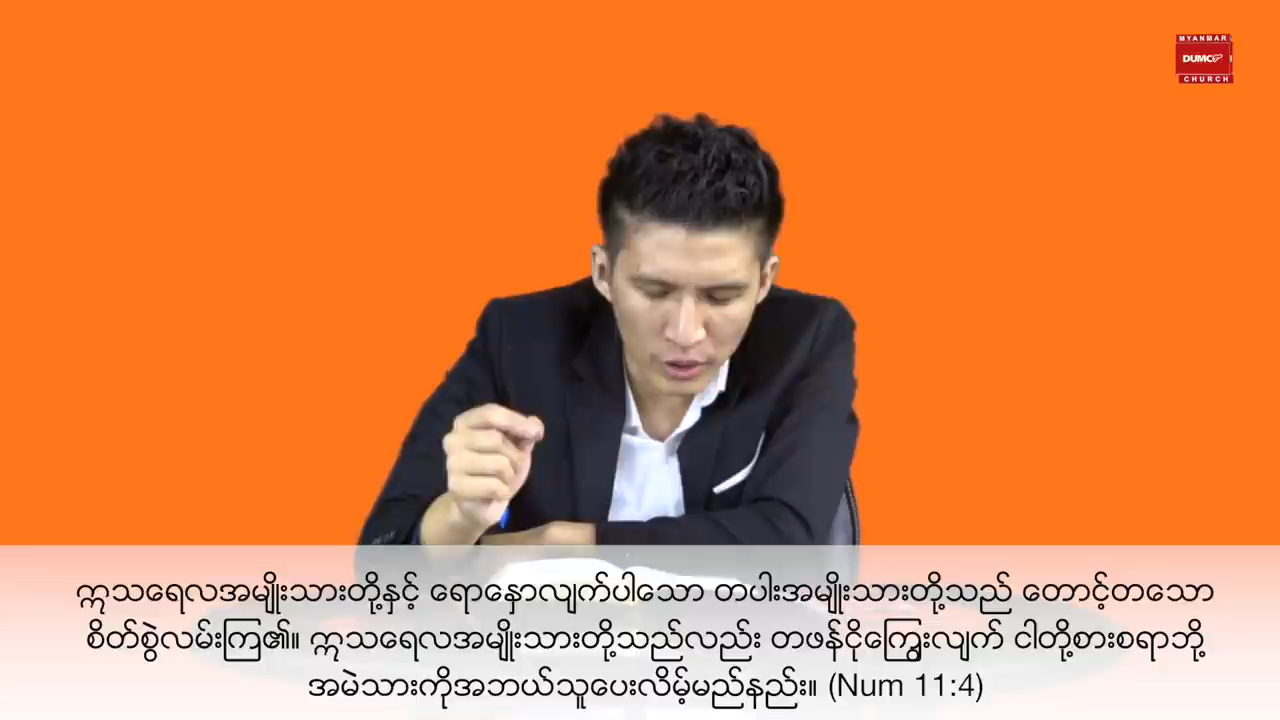 MYANMAR
DUMC
CHURCH
ဣသရေလအမျိုးသားတို့နှင့် ရောနှောလျက်ပါသော တပါးအမျိုးသားတို့သည် တောင့်တသော
စိတ်စွဲလမ်းကြ၏။ ဣသရေလအမျိုးသားတို့သည်လည်း တဖန်ငိုကြွေးလျက် ငါတို့စားစရာဘို့
အမဲသားကိုအဘယ်သူပေးလိမ့်မည်နည်း။ (Num 11:4)